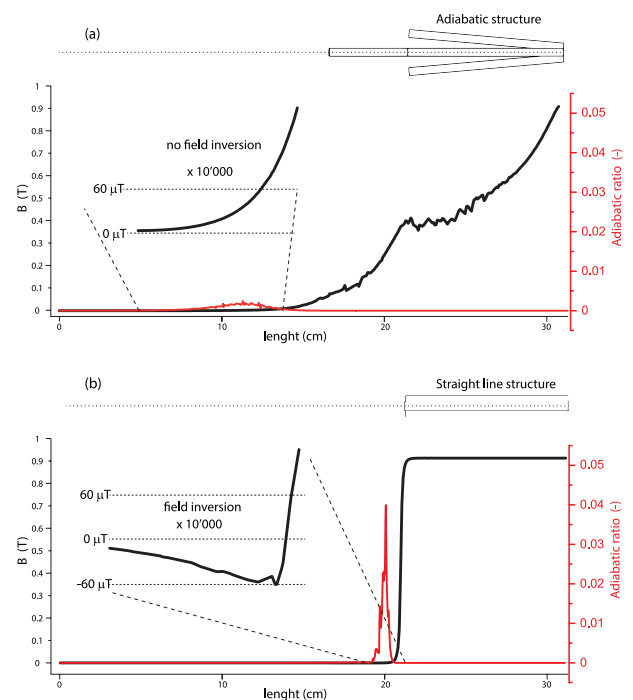 (a)
Adiabatic structure
1
0.9
0.8
0.7
0.6
0.5
0.4
0.3
0.2
0.1
0
B (T)
no field inversion
x 10'000
60 µT
0 µT
0.05
0.04
0.03
0.02
0.01
0
Adiabatic ratio (-)
0
10
20
30
lenght (cm)
(b)
Straight line structure
1
0.9
0.8
0.7
0.6
0.5
0.4
0.3
0.2
0.1
0
B (T)
60 µT
field inversion
x 10'000
0 µT
-60 µT
0.05
0.04
0.03
0.02
0.01
0
Adiabatic ratio (-)
0
10
20
30
lenght (cm)